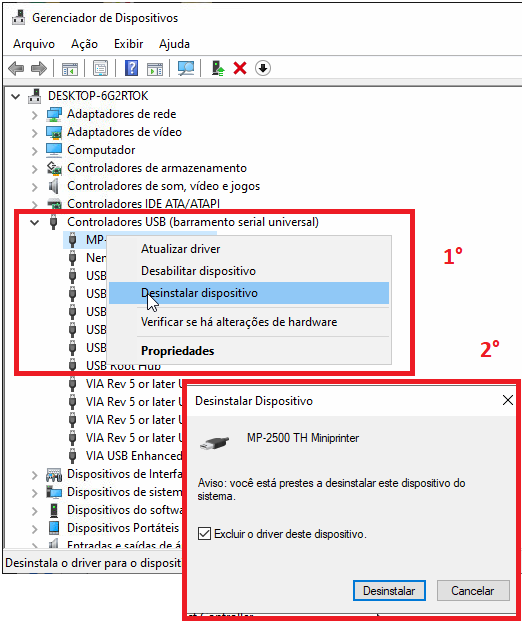 Gerenciador de Dispositivos
Arquivo Ação Exibir Ajuda
DESKTOP-6G2RTOK
Adaptadores de rede
Adaptadores de vídeo
Computador
Controladores de armazenamento
Controladores de som, vídeo e jogos
Controladores IDE ATA/ATAPI
Controladores USB (barramento serial universal)
MP-
Nen
USB
USB
USB
USB
USB
USB Root Hub
VIA Rev 5 or later U
VIA Rev 5 or later U
VIA Rev 5 or later U
VIA Rev 5 or later U
VIA USB Enhanced
Dispositivos de Interfa
Dispositivos de sistem
Dispositivos do softwa
Dispositivos Portáteis
Entradas e saídas de á
Desinstala o driver para o dispositi
Atualizar driver
Desabilitar dispositivo
Desinstalar dispositivo
Verificar se há alterações de hardware
Propriedades
1°
2°
Desinstalar Dispositivo
MP-2500 TH Miniprinter
Aviso: você está prestes a desinstalar este dispositivo do
sistema.
Excluir o driver deste dispositivo.
Desinstalar Cancelar